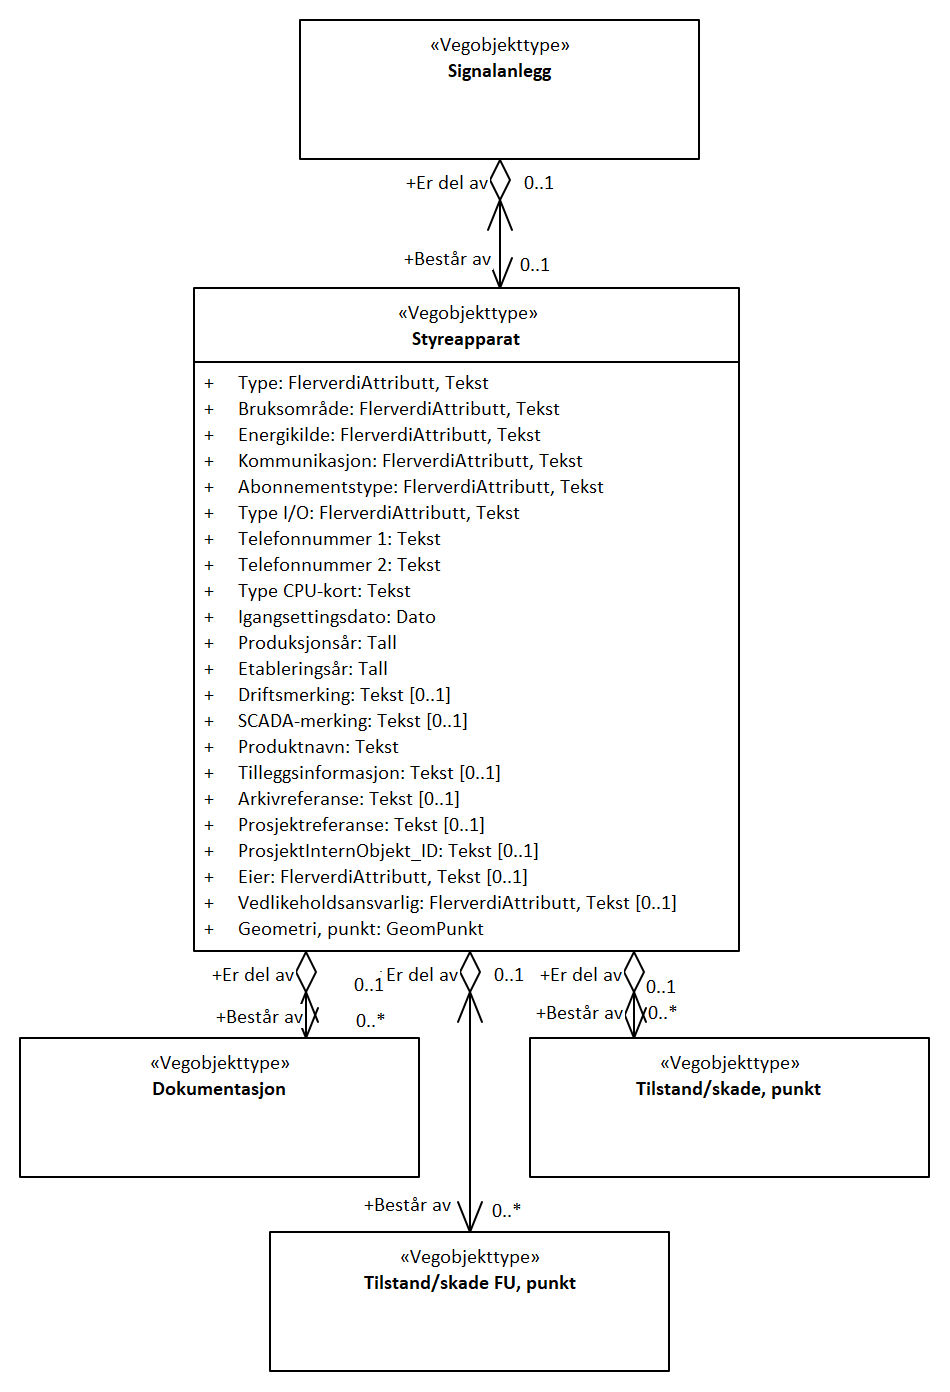 «Vegobjekttype»
Signalanlegg
+Er del av
0..1
+Består av
0..1
«Vegobjekttype»
Styreapparat
+ Type: FlerverdiAttributt, Tekst
+ Bruksområde: FlerverdiAttributt, Tekst
+ Energikilde: FlerverdiAttributt, Tekst
+ Kommunikasjon: FlerverdiAttributt, Tekst
+ Abonnementstype: FlerverdiAttributt, Tekst
+ Type I/O: FlerverdiAttributt, Tekst
+ Telefonnummer 1: Tekst
+ Telefonnummer 2: Tekst
+ Type CPU-kort: Tekst
+ Igangsettingsdato: Dato
+ Produksjonsår: Tall
+ Etableringsår: Tall
+ Driftsmerking: Tekst [0..1]
+ SCADA-merking: Tekst [0..1]
+ Produktnavn: Tekst
+ Tilleggsinformasjon: Tekst [0..1]
+ Arkivreferanse: Tekst [0..1]
+ Prosjektreferanse: Tekst [0..1]
+ ProsjektInternObjekt_ID: Tekst [0..1]
+ Eier: FlerverdiAttributt, Tekst [0..1]
+ Vedlikeholdsansvarlig: FlerverdiAttributt, Tekst [0..1]
+ Geometri, punkt: GeomPunkt
+Er del av
0..1
Er del av
0..1
+Er del av
0..1
+Består av
0..*
+Består av
0..*
«Vegobjekttype»
Dokumentasjon
«Vegobjekttype»
Tilstand/skade, punkt
+Består av
0..*
«Vegobjekttype»
Tilstand/skade FU, punkt